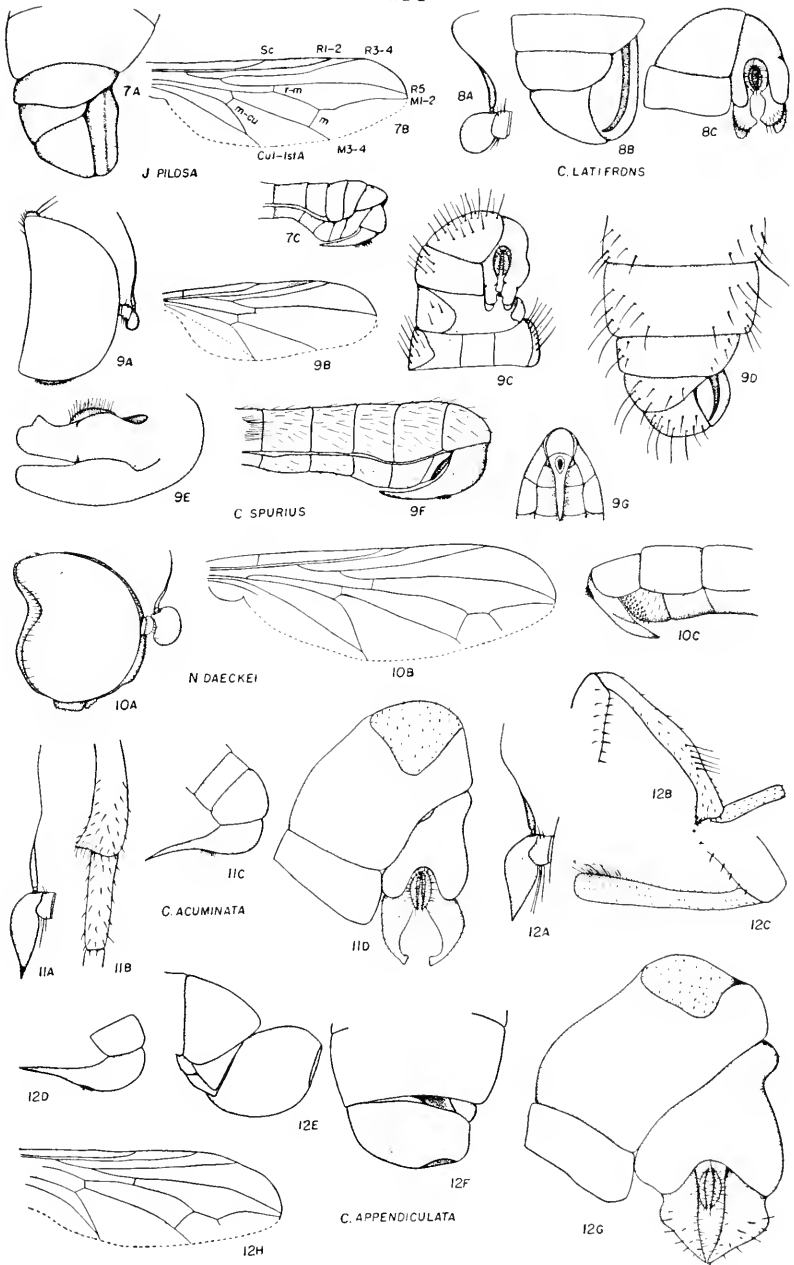 Sc R1-2 R3-4
7A
r-m
R5
M1-2
m-cu
m
7B
Cu1-1stA
M3-4
J PILOSA
8A
8B
8C
C. LATIFRONS
7C
9A
9B
9C
9D
9E
C SPURIUS
9F
9G
10A
N DAECKEI
10B
10C
11A
11B
11C
C. ACUMINATA
11D
12A
12B
12C
12D
12E
12F
12G
12H
C. APPENDICULATA